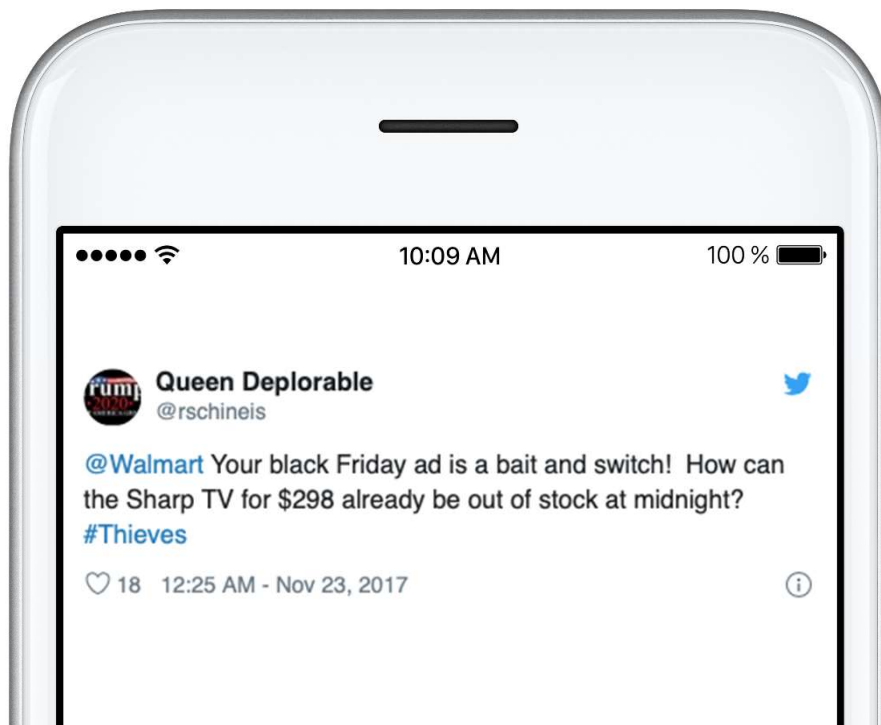 10:09 AM
100 %
rump
2020
Queen Deplorable
@rschineis
@Walmart Your black Friday ad is a bait and switch!  How can
the Sharp TV for $298 already be out of stock at midnight?
#Thieves
18 12:25 AM - Nov 23, 2017